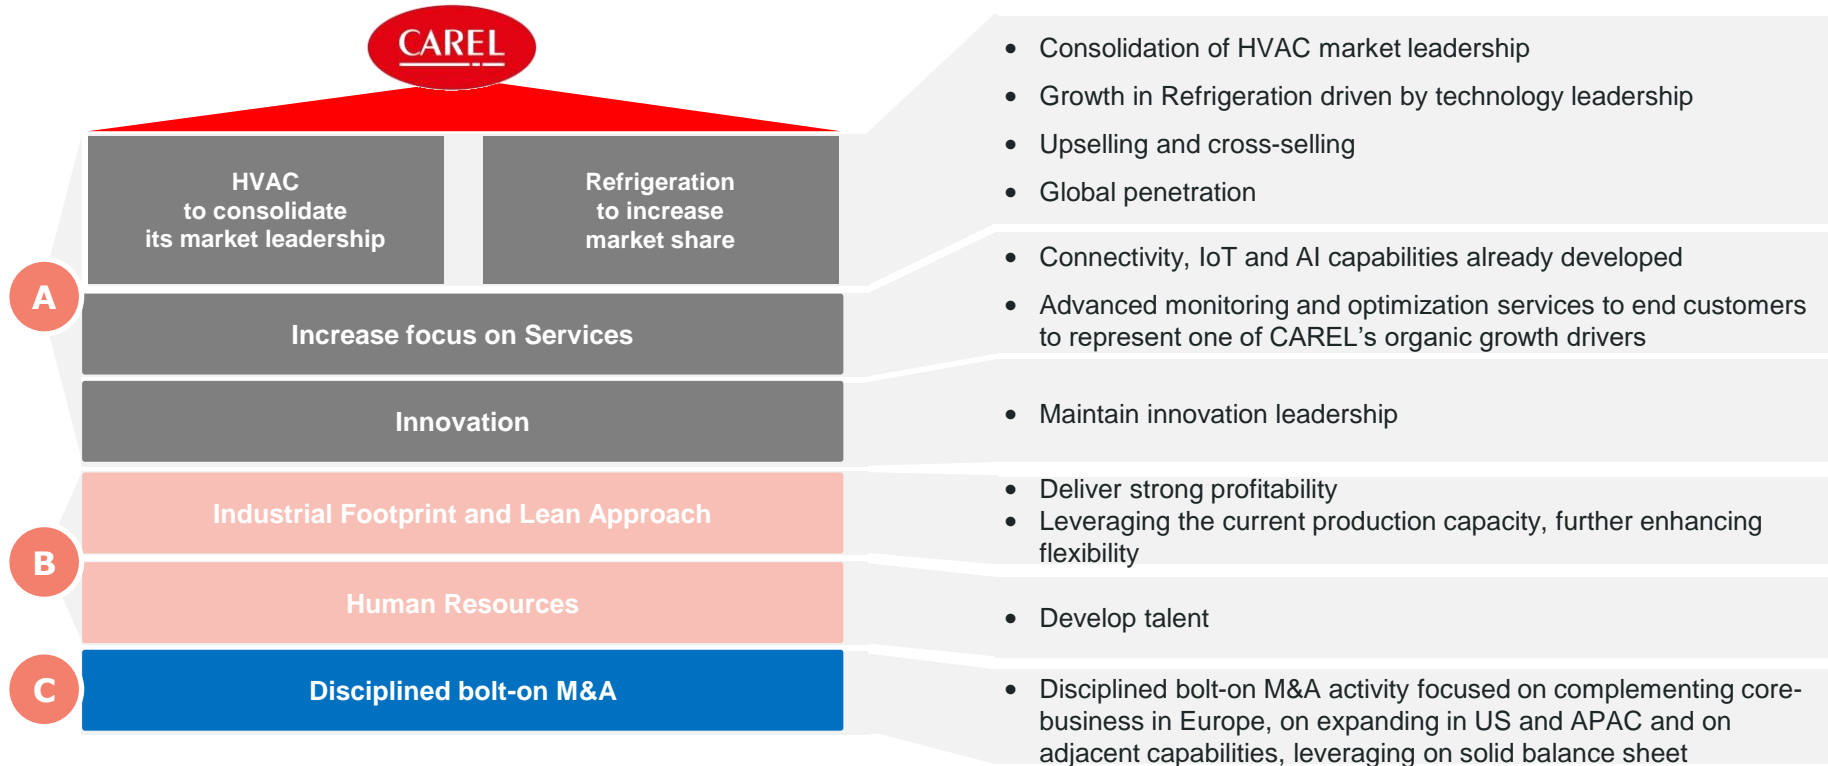 CAREL
HVAC
to consolidate
its market leadership
Refrigeration
to increase
market share
A
Increase focus on Services
Innovation
B
Industrial Footprint and Lean Approach
Human Resources
C
Disciplined bolt-on M&A
• Consolidation of HVAC market leadership
• Growth in Refrigeration driven by technology leadership
• Upselling and cross-selling
• Global penetration
• Connectivity, IoT and AI capabilities already developed
• Advanced monitoring and optimization services to end customers
to represent one of CAREL’s organic growth drivers
• Maintain innovation leadership
• Deliver strong profitability
• Leveraging the current production capacity, further enhancing
flexibility
• Develop talent
• Disciplined bolt-on M&A activity focused on complementing core-
business in Europe, on expanding in US and APAC and on
adjacent capabilities, leveraging on solid balance sheet